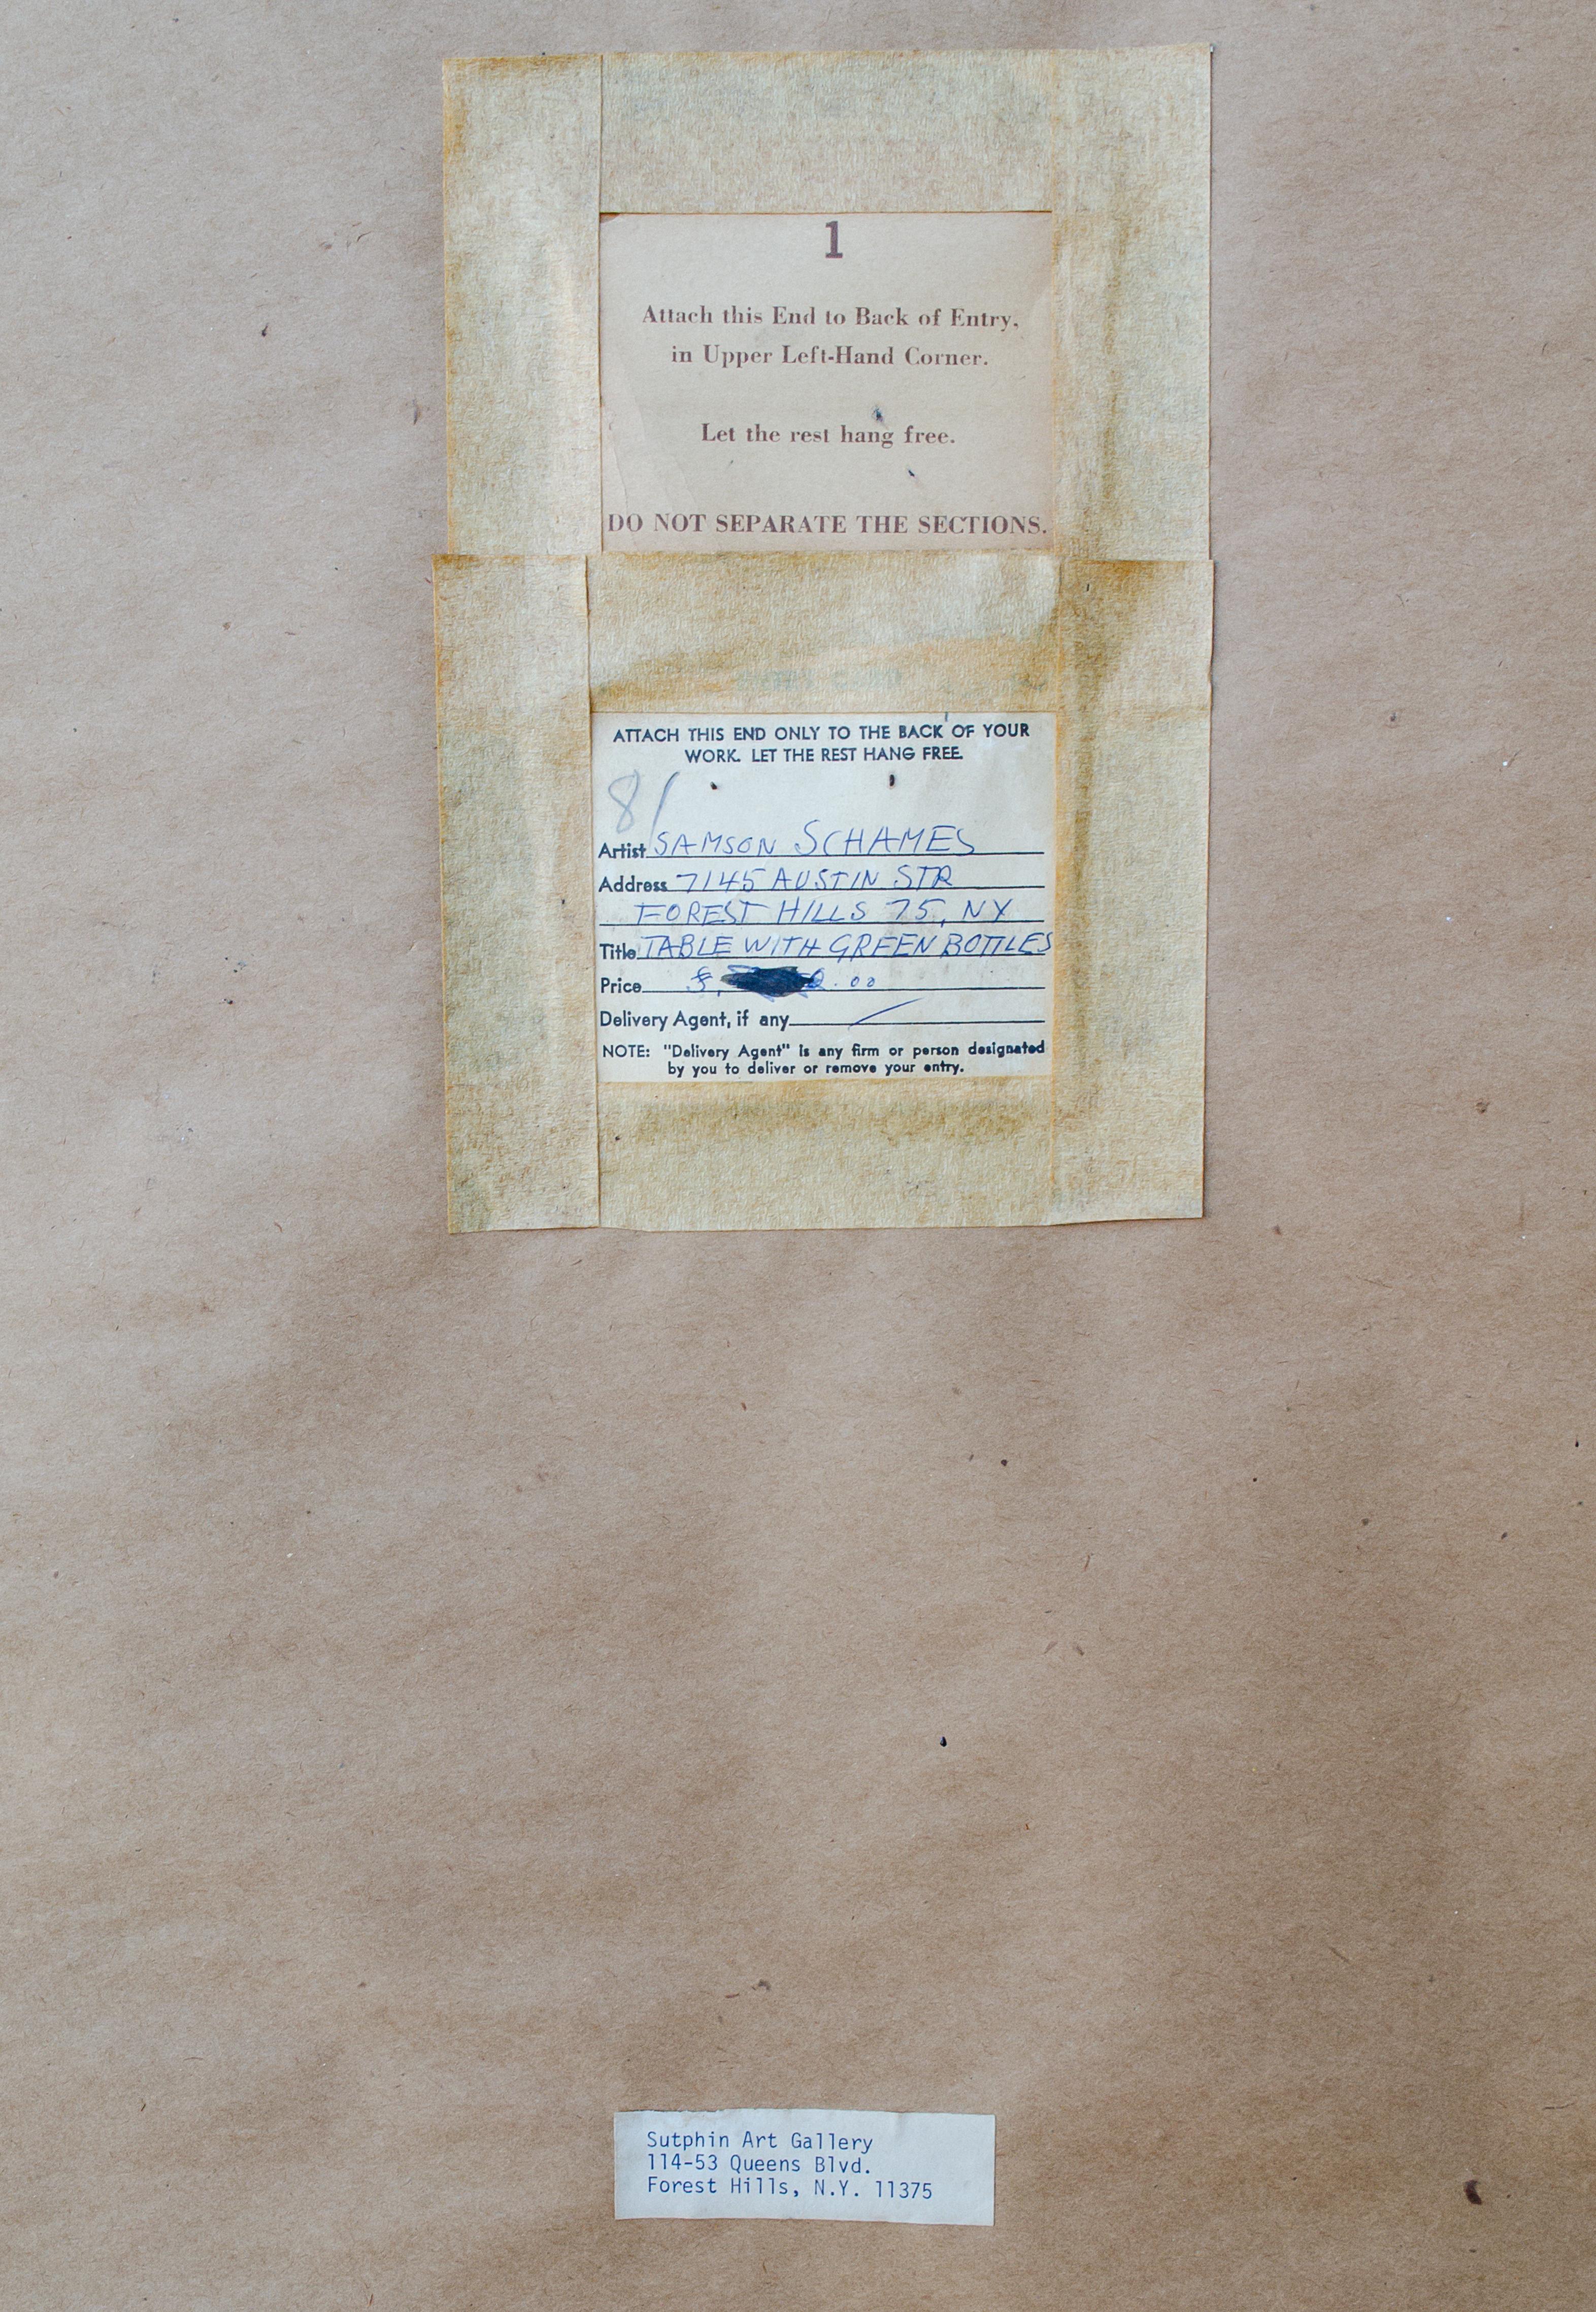 1
Attach this End to Back of Entry,
in Upper Left-Hand Corner.
Let the rest hang free.
DO NOT SEPARATE THE SECTIONS.
ATTACH THIS END ONLY TO THE BACK OF YOUR
WORK. LET THE REST HANG FREE.
81
Artist SAMSON SCHAMES
Address 7145 AUSTIN STR
FOREST HILLS 75, NY
Title TABLE WITH GREEN BOTTLES
Price $ .00
Delivery Agent, if any
NOTE: "Delivery Agent" is any firm or person designated
by you to deliver or remove your entry.
Sutphin Art Gallery
114-53 Queens Blvd.
Forest Hills, N.Y. 11375